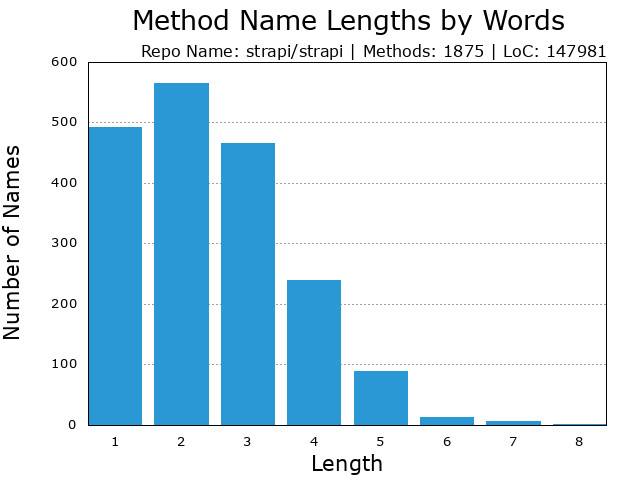 Method Name Lengths by Words
Repo Name: strapi/strapi | Methods: 1875 | LoC: 147981
600
500
400
300
200
100
0
Number of Names
1 2 3 4 5 6 7 8
Length